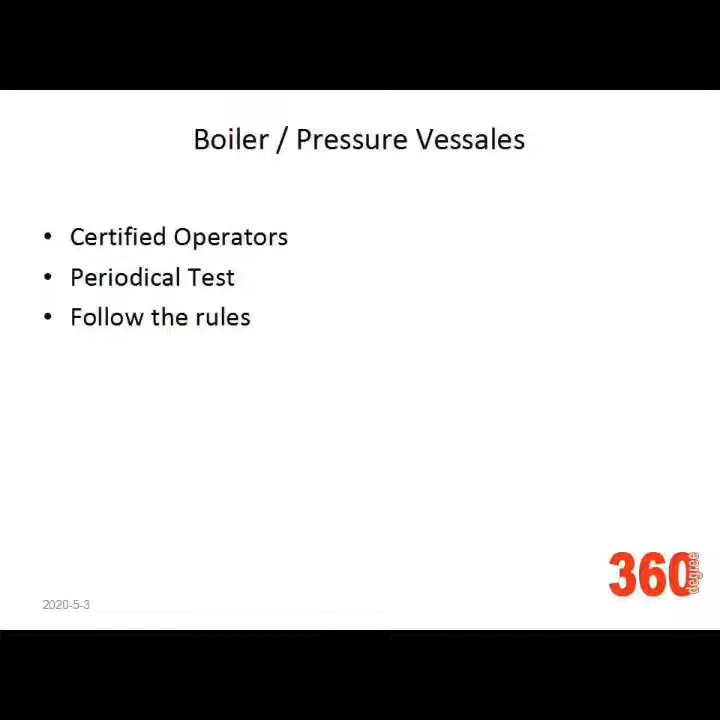 Boiler / Pressure Vessales
• Certified Operators
• Periodical Test
• Follow the rules
360
degree
2020-5-3